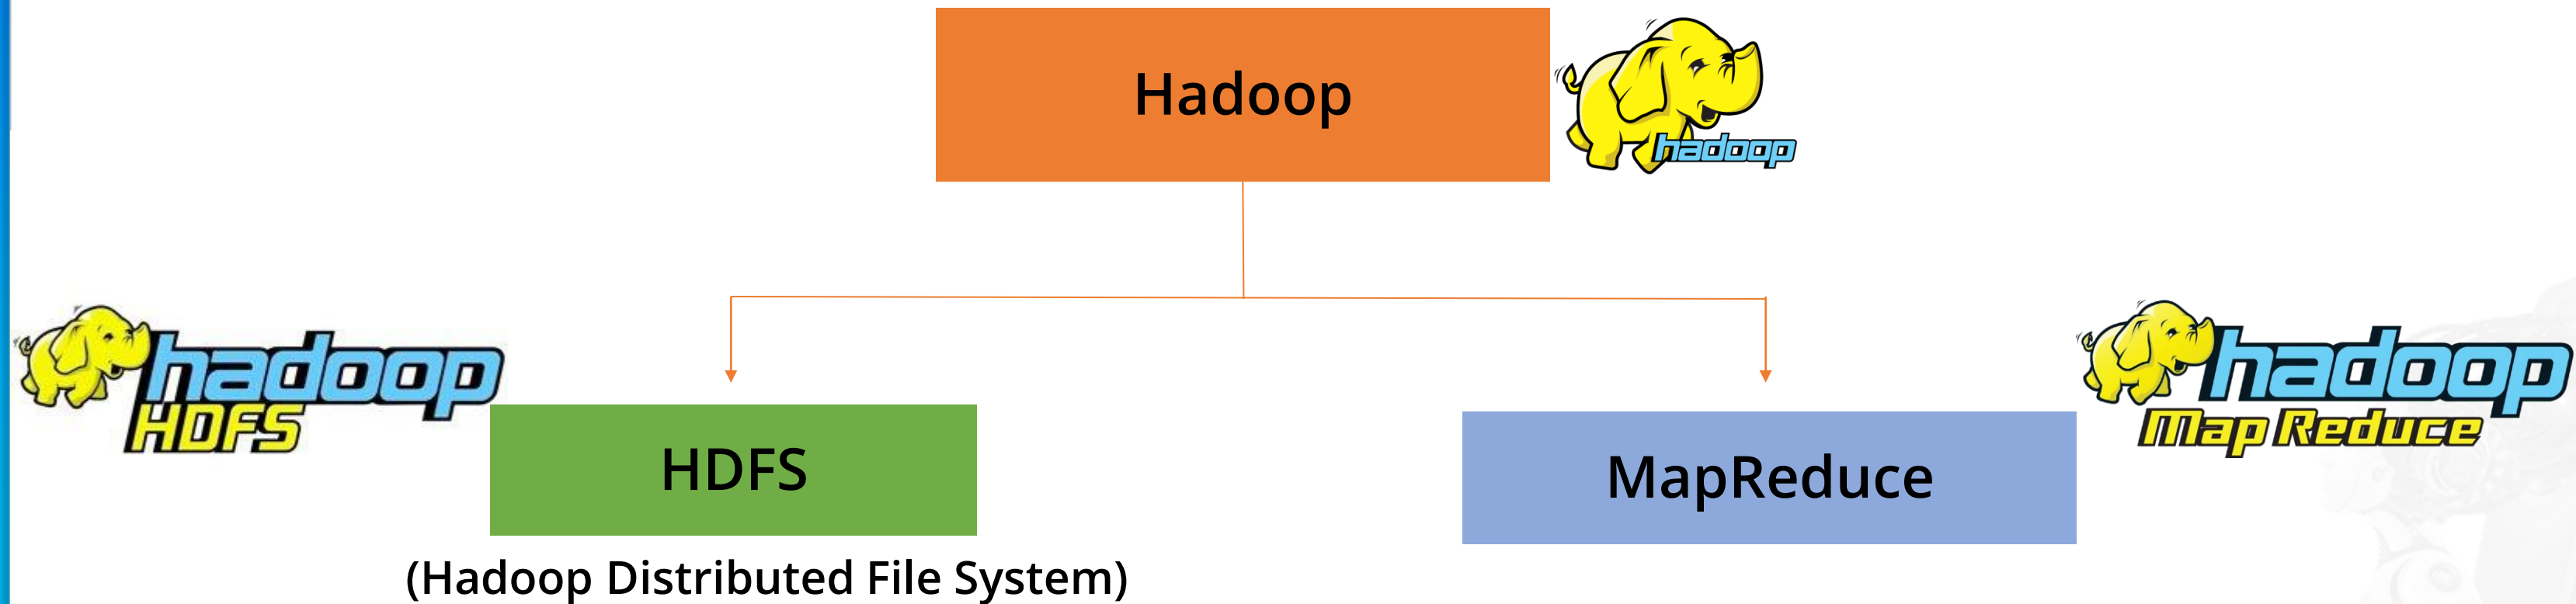 Hadoop
hadoop
hadoop
HDFS
HDFS
(Hadoop Distributed File System)
MapReduce
hadoop
Map Reduce